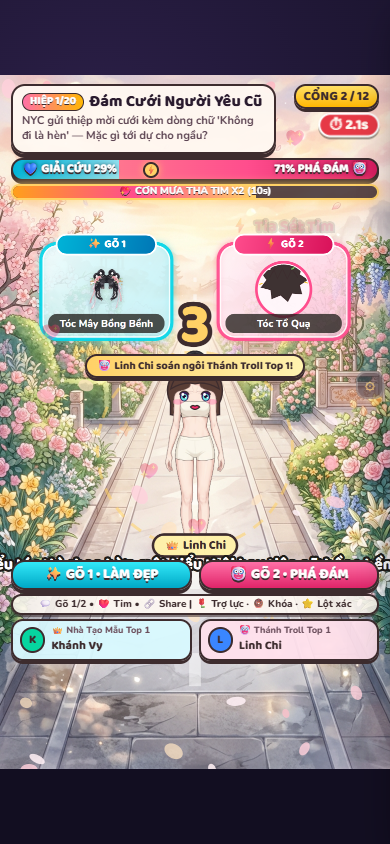 HIỆP 1/20 Đám Cưới Người Yêu Cũ
NYC gửi thiệp mời cưới kèm dòng chữ 'Không
đi là hèn' — Mặc gì tới dự cho ngầu?
CỔNG 2 / 12
2.1s
GIẢI CỨU 29%
71% PHÁ ĐÁM
CƠN MƯA THẢ TIM X2 (10s)
GÕ 1
GÕ 2
Tóc Mây Bồng Bềnh
Tóc Tổ Quạ
3
Linh Chi soán ngôi Thánh Troll Top 1!
Linh Chi
GÕ 1 • LÀM ĐẸP
GÕ 2 • PHÁ ĐÁM
Gõ 1/2 • Tim • Share | Trợ lực · Khóa · Lột xác
K
Nhà Tạo Mẫu Top 1
Khánh Vy
L
Thánh Troll Top 1
Linh Chi